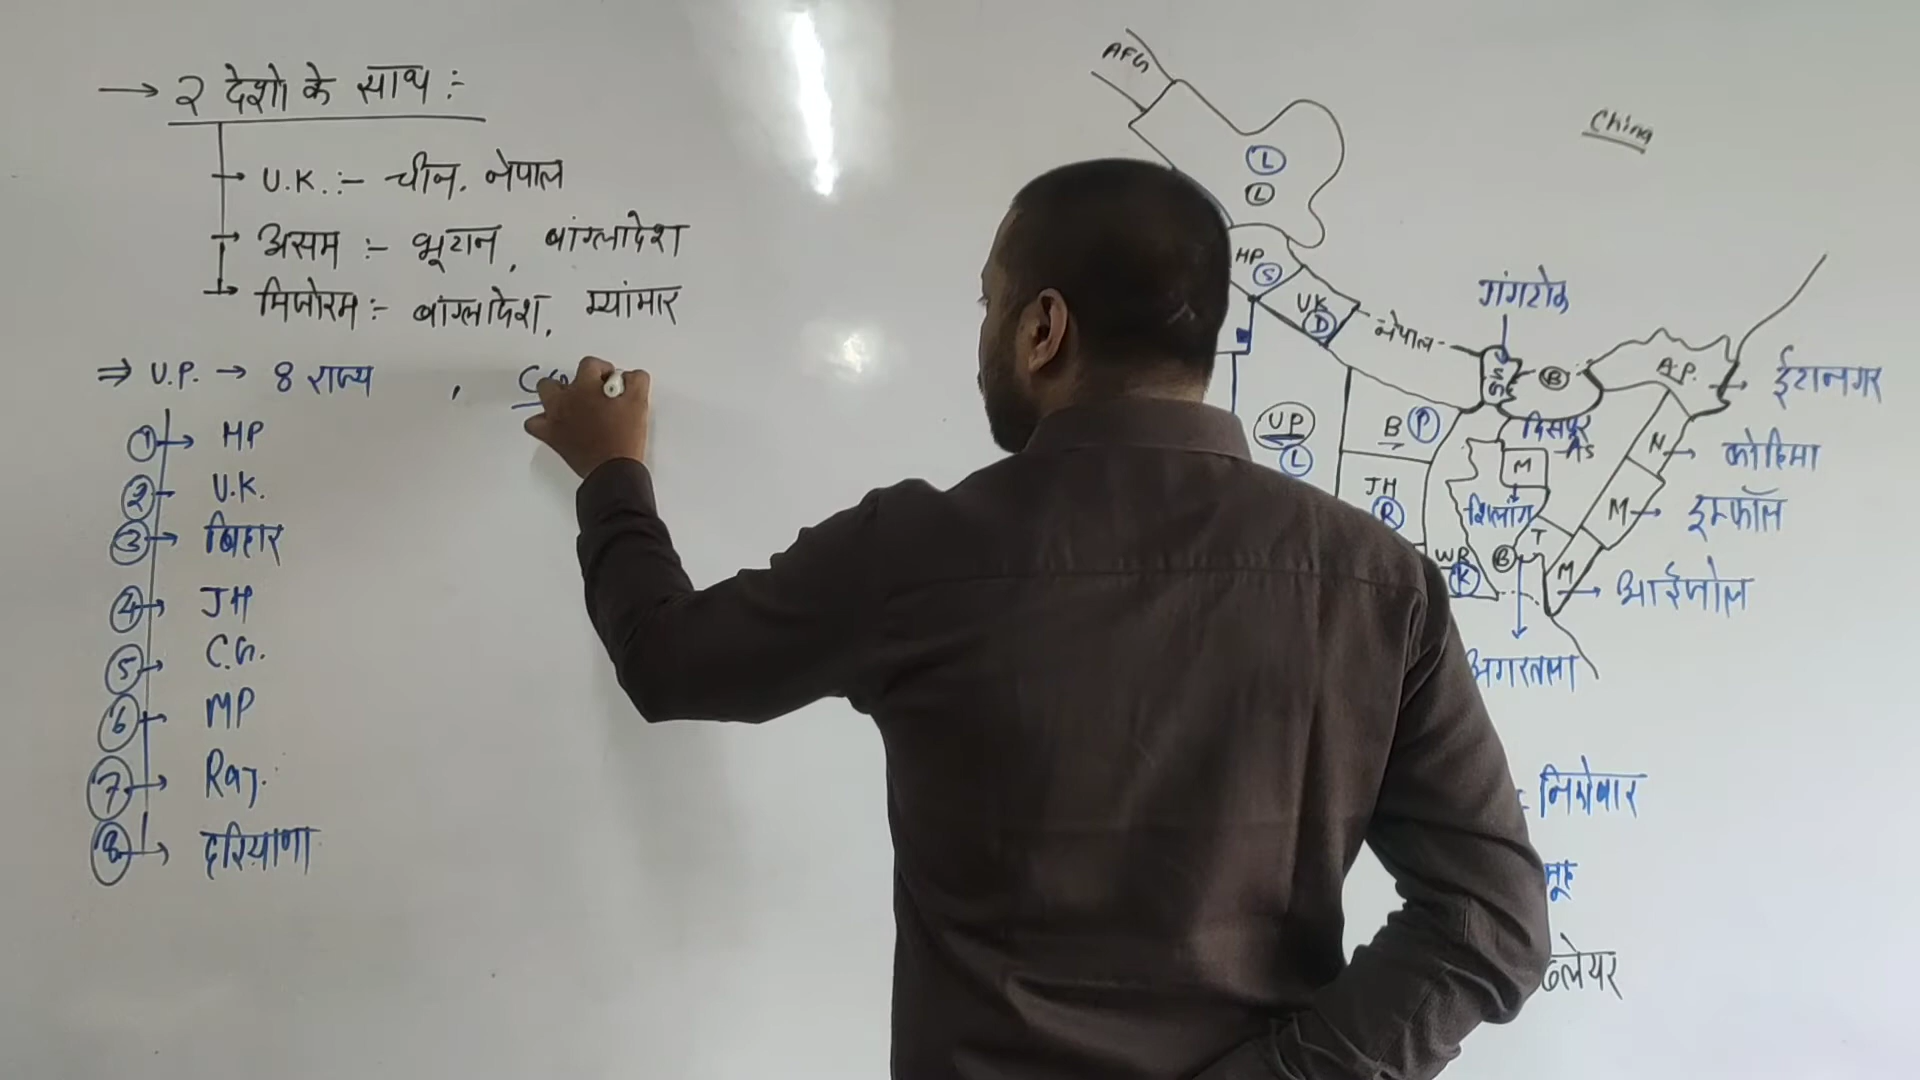 → २ देशो के साथ :-
→ U.K. :- चीन, नेपाल
→ असम :- भूटान, बांग्लादेश
→ मिजोरम :- बांग्लादेश, म्यांमार
⇒ U.P. → 8 राज्य ,
① → HP
② → U.K.
③ → बिहार
④ → JH
⑤ → C.G.
⑥ → MP
⑦ → Raj.
⑧ → हरियाणा
AFG
China
Ⓛ
Ⓛ
HP Ⓢ
UK Ⓓ
नेपाल
गंगटोक
Ⓑ
A.P. → ईटानगर
UP Ⓛ
B Ⓟ
दिसपुर
As
M
N → कोहिमा
JH Ⓡ
शिलाँग
M → इम्फॉल
T
WB Ⓚ
Ⓑ
M → आईजोल
अगरतला
ब्लेयर